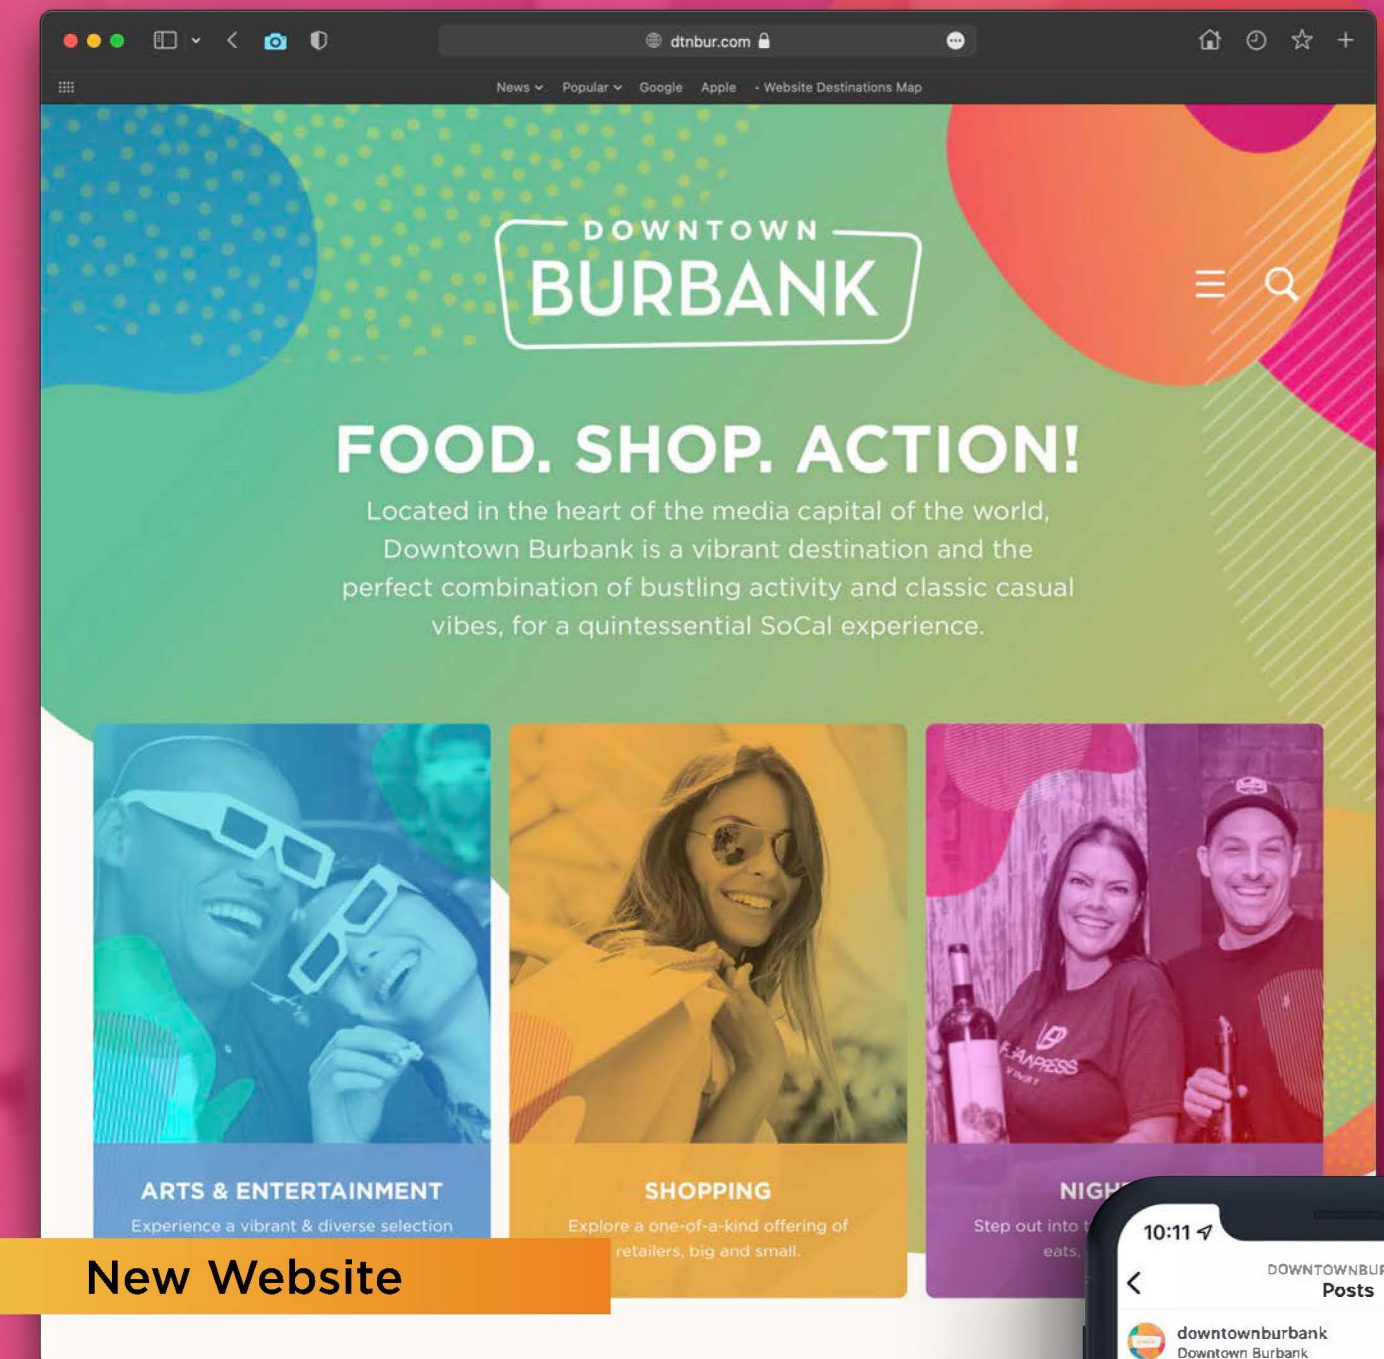 dtnbur.com
News Popular Google Apple • Website Destinations Map
DOWNTOWN
BURBANK
FOOD. SHOP. ACTION!
Located in the heart of the media capital of the world,
Downtown Burbank is a vibrant destination and the
perfect combination of bustling activity and classic casual
vibes, for a quintessential SoCal experience.
ARTS & ENTERTAINMENT
Experience a vibrant & diverse selection
SHOPPING
Explore a one-of-a-kind offering of
retailers, big and small.
Step out into
eats,
New Website
10:11
Posts
downtownburbank
Downtown Burbank